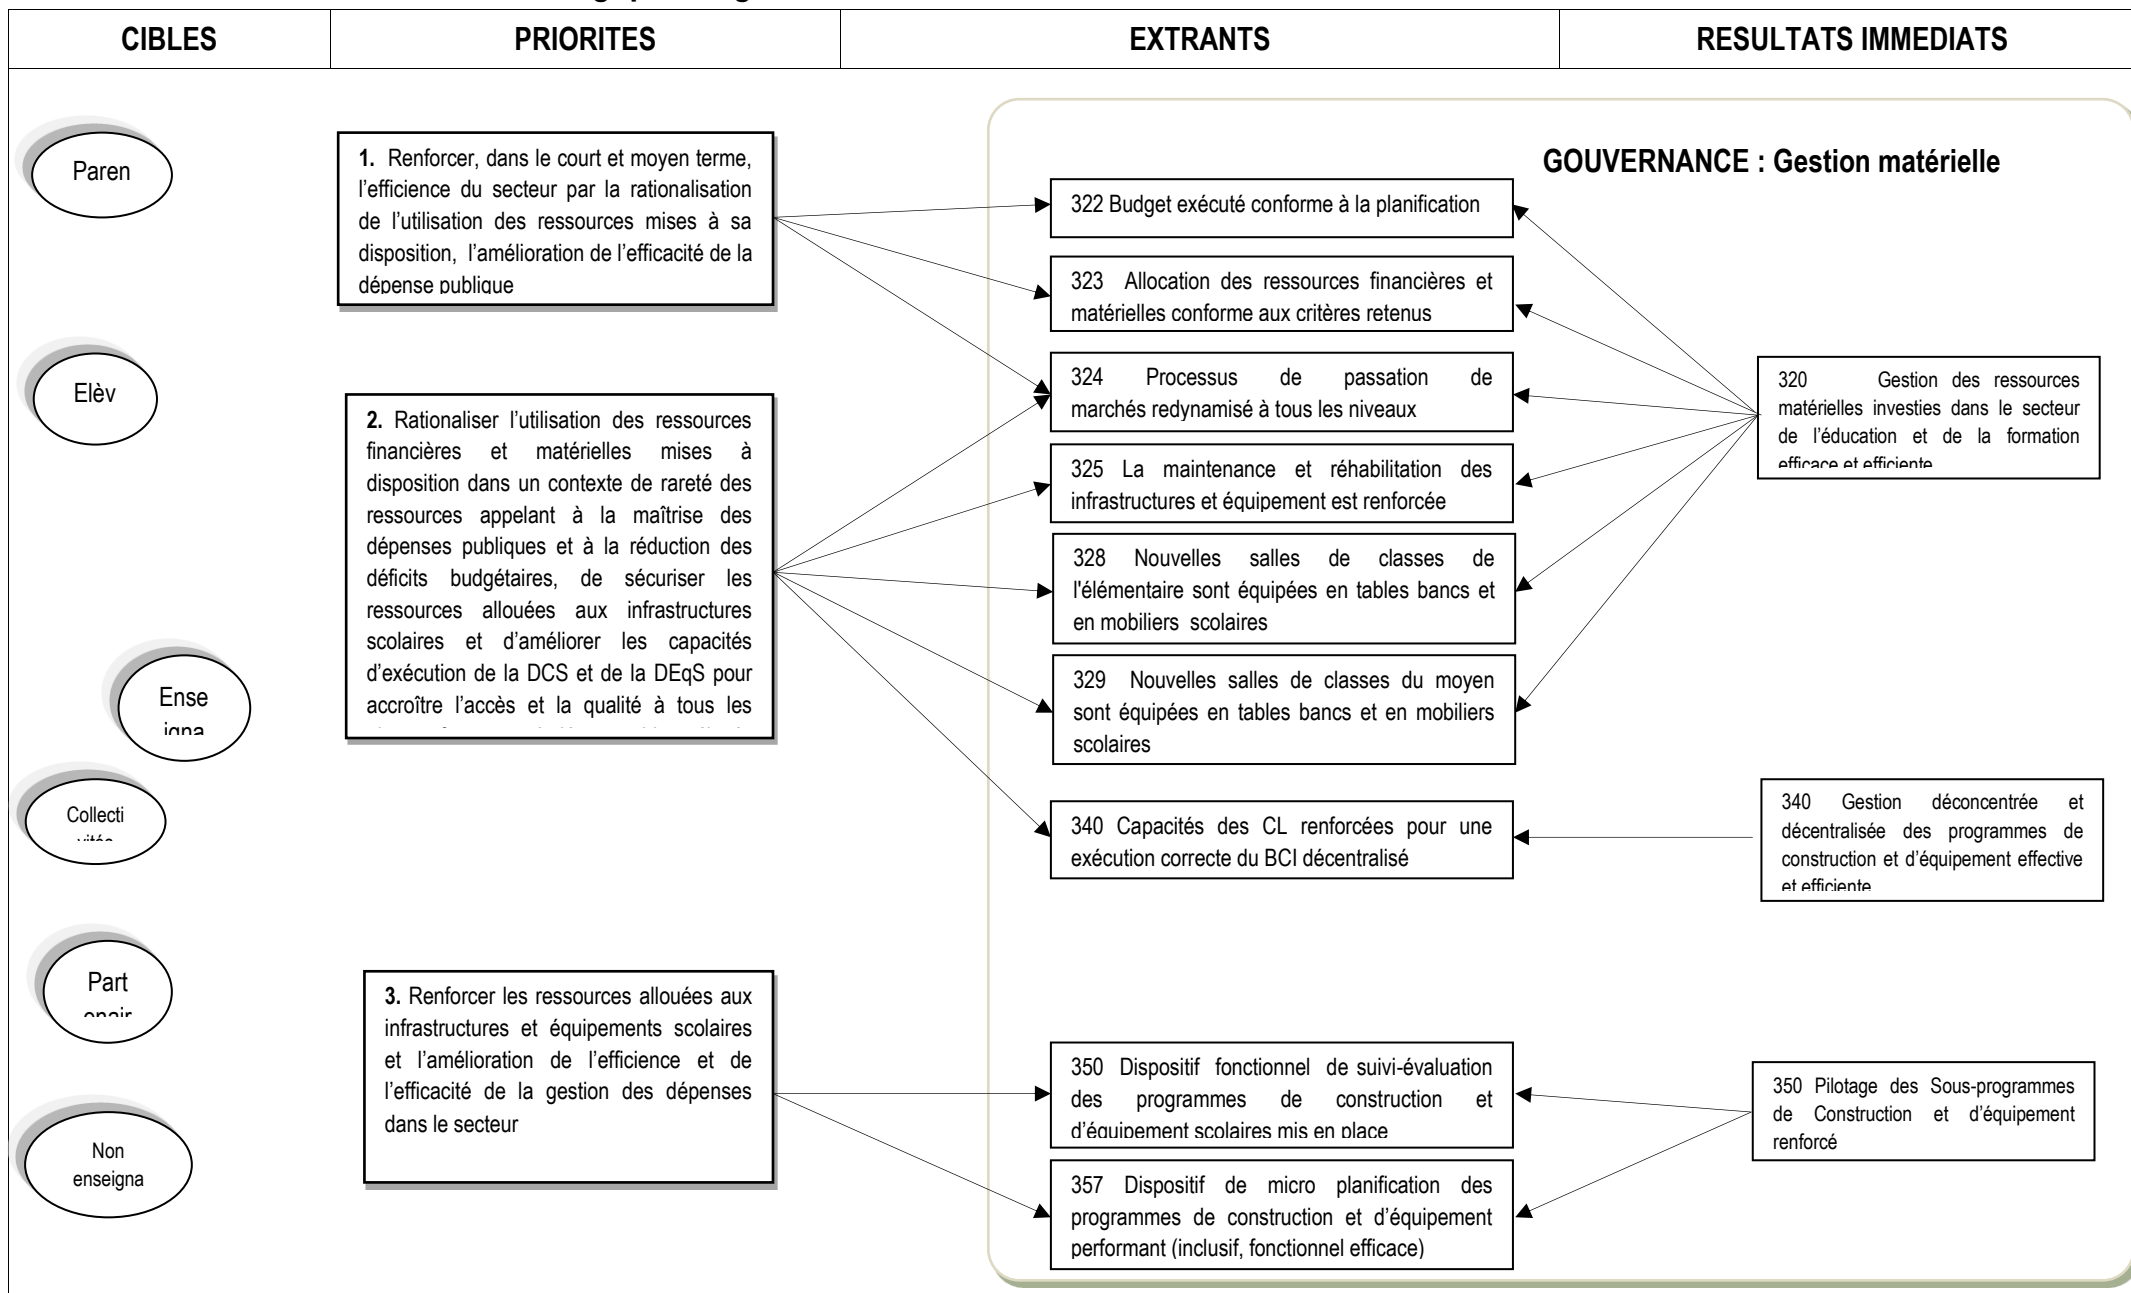 CIBLES
PRIORITES
EXTRANTS
RESULTATS IMMEDIATS
Paren
Elèv
Ense
igna
Collecti
vités
Part
enair
Non
enseigna
1. Renforcer, dans le court et moyen terme,
l’efficience du secteur par la rationalisation
de l’utilisation des ressources mises à sa
disposition, l’amélioration de l’efficacité de la
dépense publique
2. Rationaliser l’utilisation des ressources
financières et matérielles mises à
disposition dans un contexte de rareté des
ressources appelant à la maîtrise des
dépenses publiques et à la réduction des
déficits budgétaires, de sécuriser les
ressources allouées aux infrastructures
scolaires et d’améliorer les capacités
d’exécution de la DCS et de la DEqS pour
accroître l’accès et la qualité à tous les
3. Renforcer les ressources allouées aux
infrastructures et équipements scolaires
et l’amélioration de l’efficience et de
l’efficacité de la gestion des dépenses
dans le secteur
GOUVERNANCE : Gestion matérielle
322 Budget exécuté conforme à la planification
323 Allocation des ressources financières et
matérielles conforme aux critères retenus
324 Processus de passation de
marchés redynamisé à tous les niveaux
325 La maintenance et réhabilitation des
infrastructures et équipement est renforcée
328 Nouvelles salles de classes de
l'élémentaire sont équipées en tables bancs et
en mobiliers scolaires
329 Nouvelles salles de classes du moyen
sont équipées en tables bancs et en mobiliers
scolaires
340 Capacités des CL renforcées pour une
exécution correcte du BCI décentralisé
350 Dispositif fonctionnel de suivi-évaluation
des programmes de construction et
d’équipement scolaires mis en place
357 Dispositif de micro planification des
programmes de construction et d’équipement
performant (inclusif, fonctionnel efficace)
320 Gestion des ressources
matérielles investies dans le secteur
de l’éducation et de la formation
efficace et efficiente
340 Gestion déconcentrée et
décentralisée des programmes de
construction et d’équipement effective
et efficiente
350 Pilotage des Sous-programmes
de Construction et d’équipement
renforcé